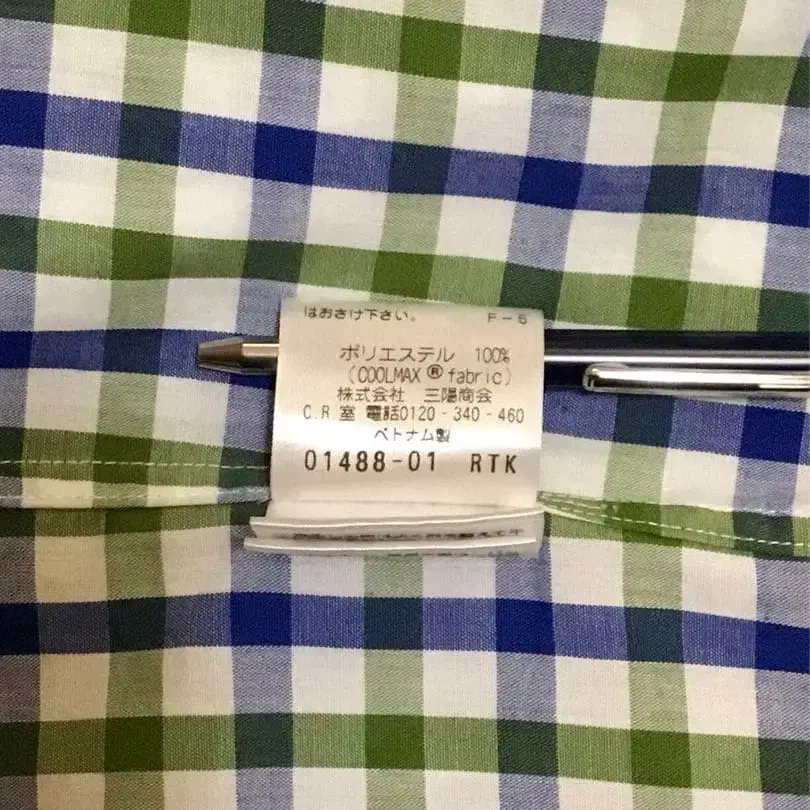 はおさけ下さい。 P-5
ポリエステル 100%
(COOLMAX® fabric)
株式会社 三陽商会
C.R.室 電話0120-340-460
ベトナム製
01488-01 RTK